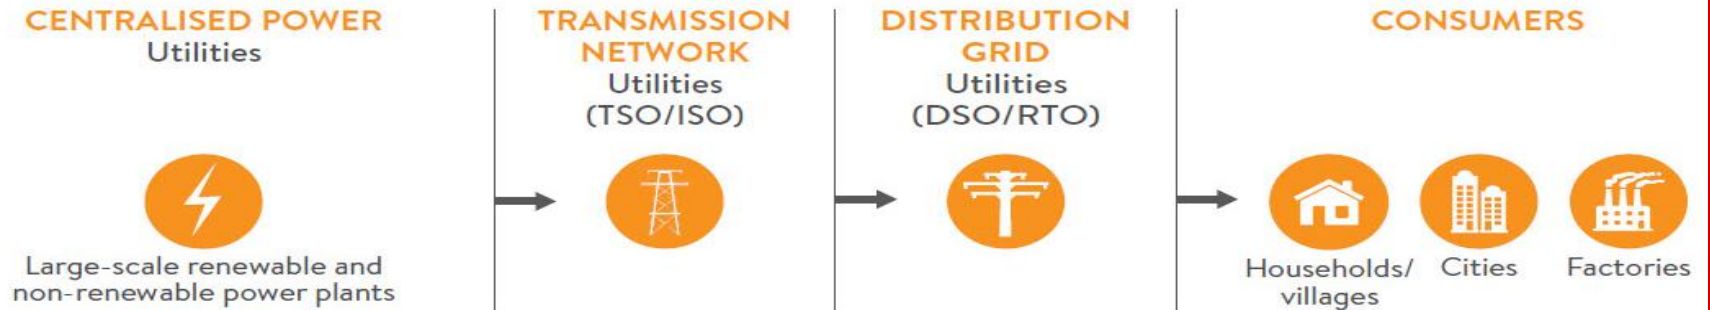 CENTRALISED POWER
Utilities
Large-scale renewable and
non-renewable power plants
TRANSMISSION
NETWORK
Utilities
(TSO/ISO)
DISTRIBUTION
GRID
Utilities
(DSO/RTO)
CONSUMERS
Households/
villages
Cities
Factories